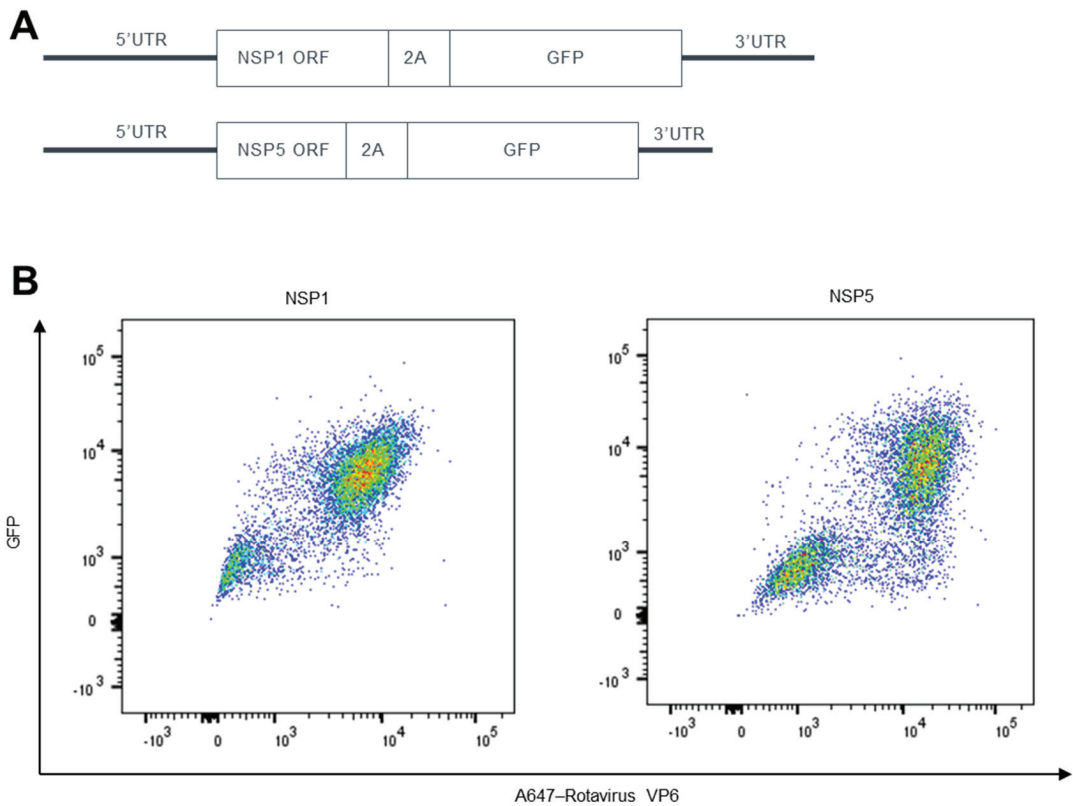 A
5'UTR
NSP1 ORF
2A
GFP
3'UTR
5'UTR
NSP5 ORF
2A
GFP
3'UTR
B
NSP1
NSP5
GFP
10^5
10^4
10^3
0
-10^3
-10^3
0
10^3
10^4
10^5
10^5
10^4
10^3
0
-10^3
-10^3
0
10^3
10^4
10^5
A647–Rotavirus VP6